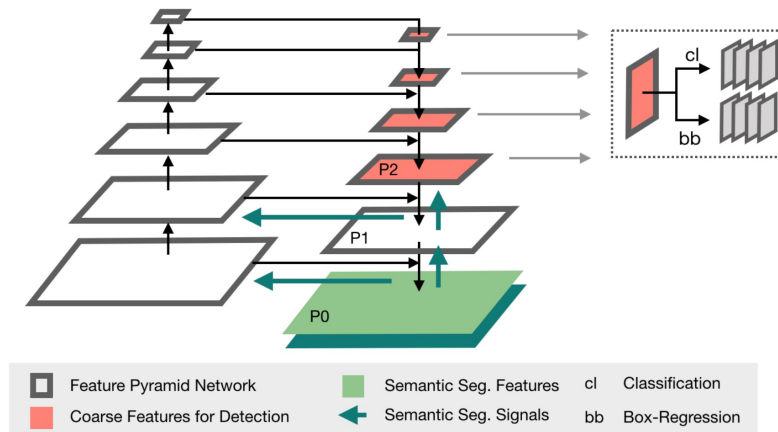 cl
bb
P2
P1
P0
Feature Pyramid Network
Semantic Seg. Features
cl Classification
Coarse Features for Detection
Semantic Seg. Signals
bb Box-Regression